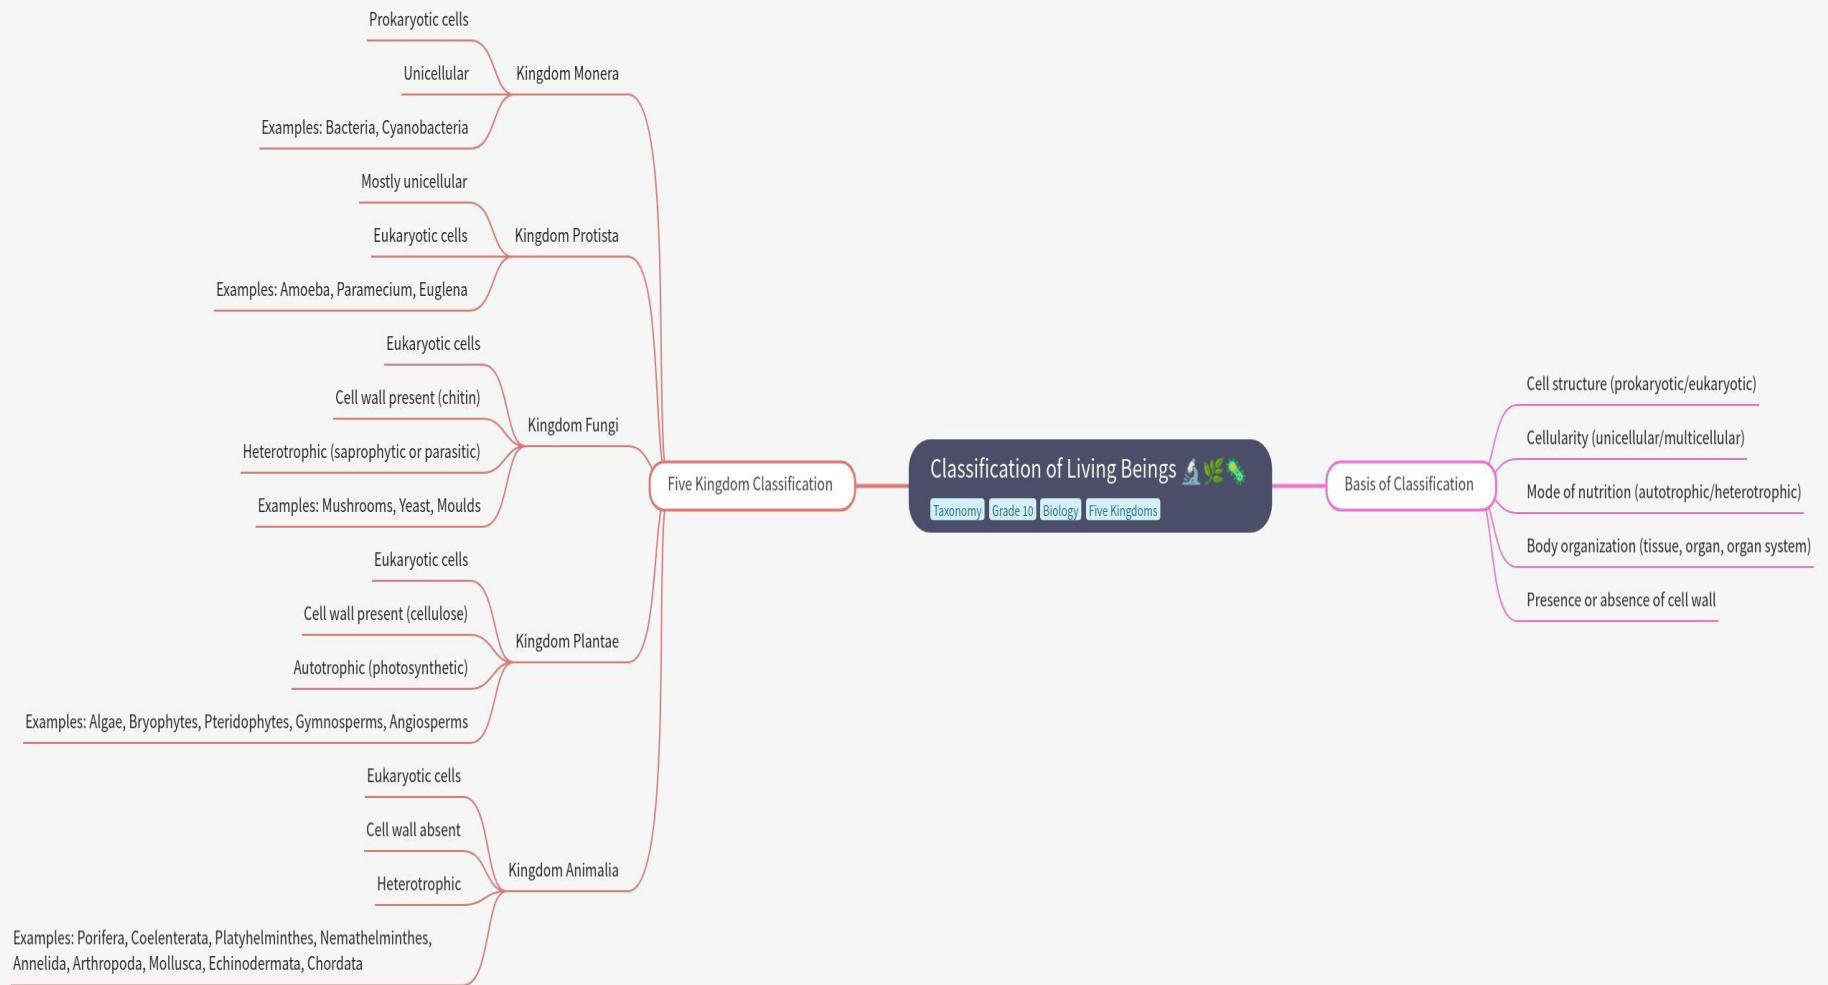 Classification of Living Beings 🔬🌿🦠
Taxonomy Grade 10 Biology Five Kingdoms
Five Kingdom Classification
Kingdom Monera
Prokaryotic cells
Unicellular
Examples: Bacteria, Cyanobacteria
Kingdom Protista
Mostly unicellular
Eukaryotic cells
Examples: Amoeba, Paramecium, Euglena
Kingdom Fungi
Eukaryotic cells
Cell wall present (chitin)
Heterotrophic (saprophytic or parasitic)
Examples: Mushrooms, Yeast, Moulds
Kingdom Plantae
Eukaryotic cells
Cell wall present (cellulose)
Autotrophic (photosynthetic)
Examples: Algae, Bryophytes, Pteridophytes, Gymnosperms, Angiosperms
Kingdom Animalia
Eukaryotic cells
Cell wall absent
Heterotrophic
Examples: Porifera, Coelenterata, Platyhelminthes, Nemathelminthes,
Annelida, Arthropoda, Mollusca, Echinodermata, Chordata
Basis of Classification
Cell structure (prokaryotic/eukaryotic)
Cellularity (unicellular/multicellular)
Mode of nutrition (autotrophic/heterotrophic)
Body organization (tissue, organ, organ system)
Presence or absence of cell wall